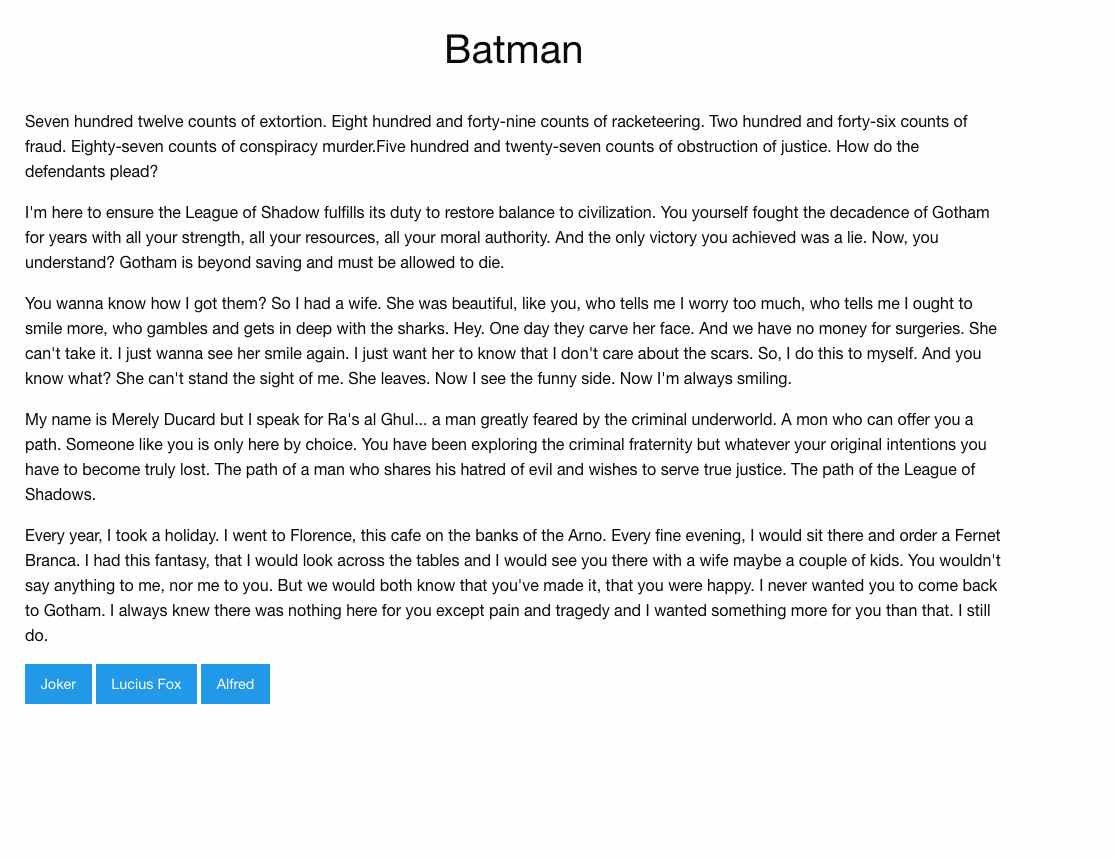 Batman
Seven hundred twelve counts of extortion. Eight hundred and forty-nine counts of racketeering. Two hundred and forty-six counts of
fraud. Eighty-seven counts of conspiracy murder.Five hundred and twenty-seven counts of obstruction of justice. How do the
defendants plead?
I'm here to ensure the League of Shadow fulfills its duty to restore balance to civilization. You yourself fought the decadence of Gotham
for years with all your strength, all your resources, all your moral authority. And the only victory you achieved was a lie. Now, you
understand? Gotham is beyond saving and must be allowed to die.
You wanna know how I got them? So I had a wife. She was beautiful, like you, who tells me I worry too much, who tells me I ought to
smile more, who gambles and gets in deep with the sharks. Hey. One day they carve her face. And we have no money for surgeries. She
can't take it. I just wanna see her smile again. I just want her to know that I don't care about the scars. So, I do this to myself. And you
know what? She can't stand the sight of me. She leaves. Now I see the funny side. Now I'm always smiling.
My name is Merely Ducard but I speak for Ra's al Ghul... a man greatly feared by the criminal underworld. A mon who can offer you a
path. Someone like you is only here by choice. You have been exploring the criminal fraternity but whatever your original intentions you
have to become truly lost. The path of a man who shares his hatred of evil and wishes to serve true justice. The path of the League of
Shadows.
Every year, I took a holiday. I went to Florence, this cafe on the banks of the Arno. Every fine evening, I would sit there and order a Fernet
Branca. I had this fantasy, that I would look across the tables and I would see you there with a wife maybe a couple of kids. You wouldn't
say anything to me, nor me to you. But we would both know that you've made it, that you were happy. I never wanted you to come back
to Gotham. I always knew there was nothing here for you except pain and tragedy and I wanted something more for you than that. I still
do.
Joker Lucius Fox Alfred